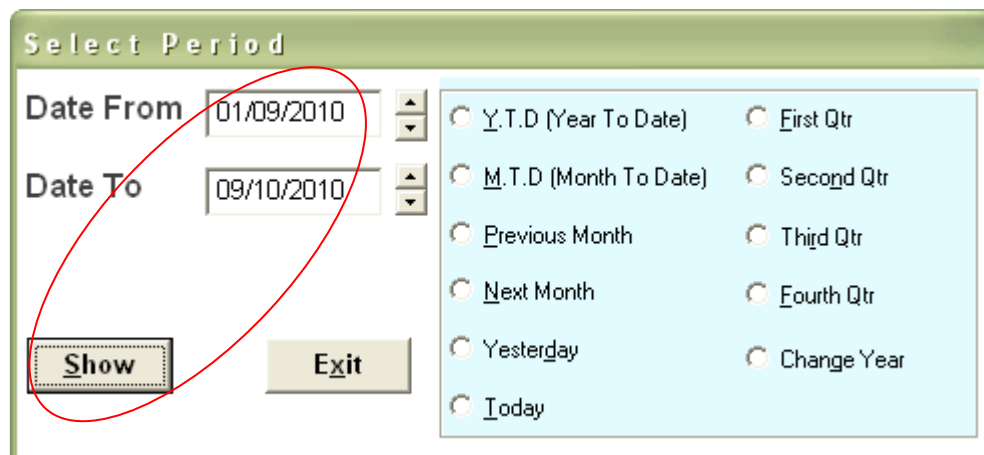 Select Period
Date From 01/09/2010
Date To 09/10/2010
Show Exit
Y.T.D (Year To Date)
M.T.D (Month To Date)
Previous Month
Next Month
Yesterday
Today
First Qtr
Second Qtr
Third Qtr
Fourth Qtr
Change Year